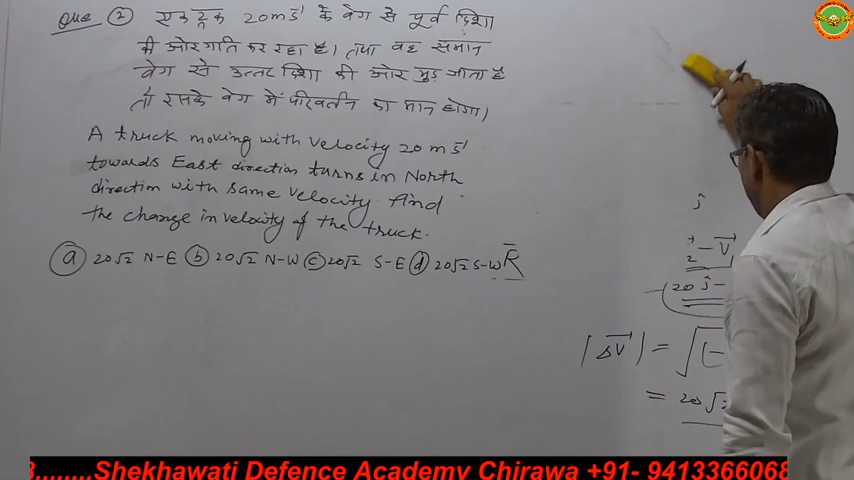 Que ② एक ट्रक 20 m s⁻¹ के वेग से पूर्व दिशा
की ओर गति कर रहा है। तथा वह समान
वेग से उत्तर दिशा की ओर मुड़ जाता है
तो इसके वेग में परिवर्तन का मान होगा।
A truck moving with velocity 20 m s⁻¹
towards East direction turns in North
direction with same velocity. find
the change in velocity of the truck.
(a) 20√2 N-E (b) 20√2 N-W (c) 20√2 S-E (d) 20√2 S-W R̄
ĵ
₂ - V⃗
20 ĵ -
|ΔV⃗| = √(-
= 20√
Shekhawati Defence Academy Chirawa +91- 9413366068